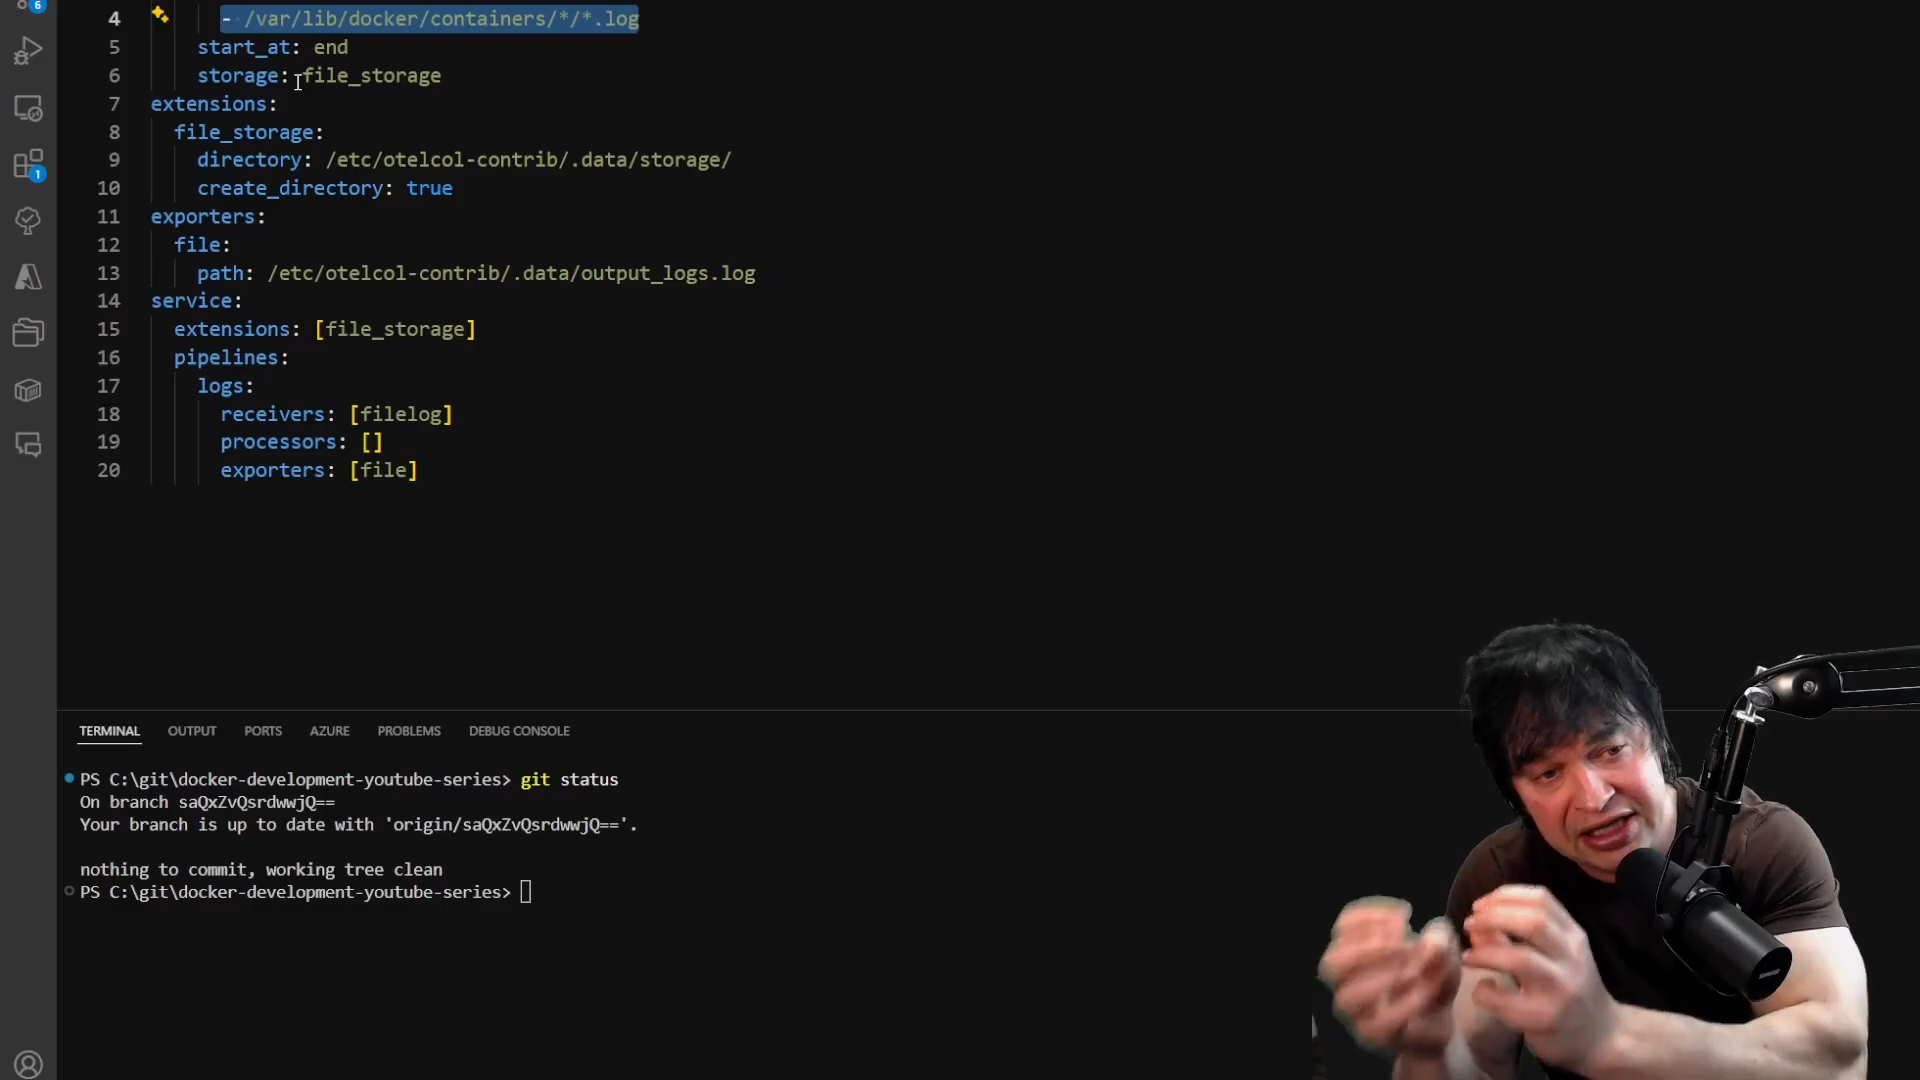 6
4 - /var/lib/docker/containers/*/*.log
5 start_at: end
6 storage: file_storage
7 extensions:
8 file_storage:
9 directory: /etc/otelcol-contrib/.data/storage/
10 create_directory: true
11 exporters:
12 file:
13 path: /etc/otelcol-contrib/.data/output_logs.log
14 service:
15 extensions: [file_storage]
16 pipelines:
17 logs:
18 receivers: [filelog]
19 processors: []
20 exporters: [file]
1
TERMINAL OUTPUT PORTS AZURE PROBLEMS DEBUG CONSOLE
PS C:\git\docker-development-youtube-series> git status
On branch saQxZvQsrdwwjQ==
Your branch is up to date with 'origin/saQxZvQsrdwwjQ=='.
nothing to commit, working tree clean
PS C:\git\docker-development-youtube-series>